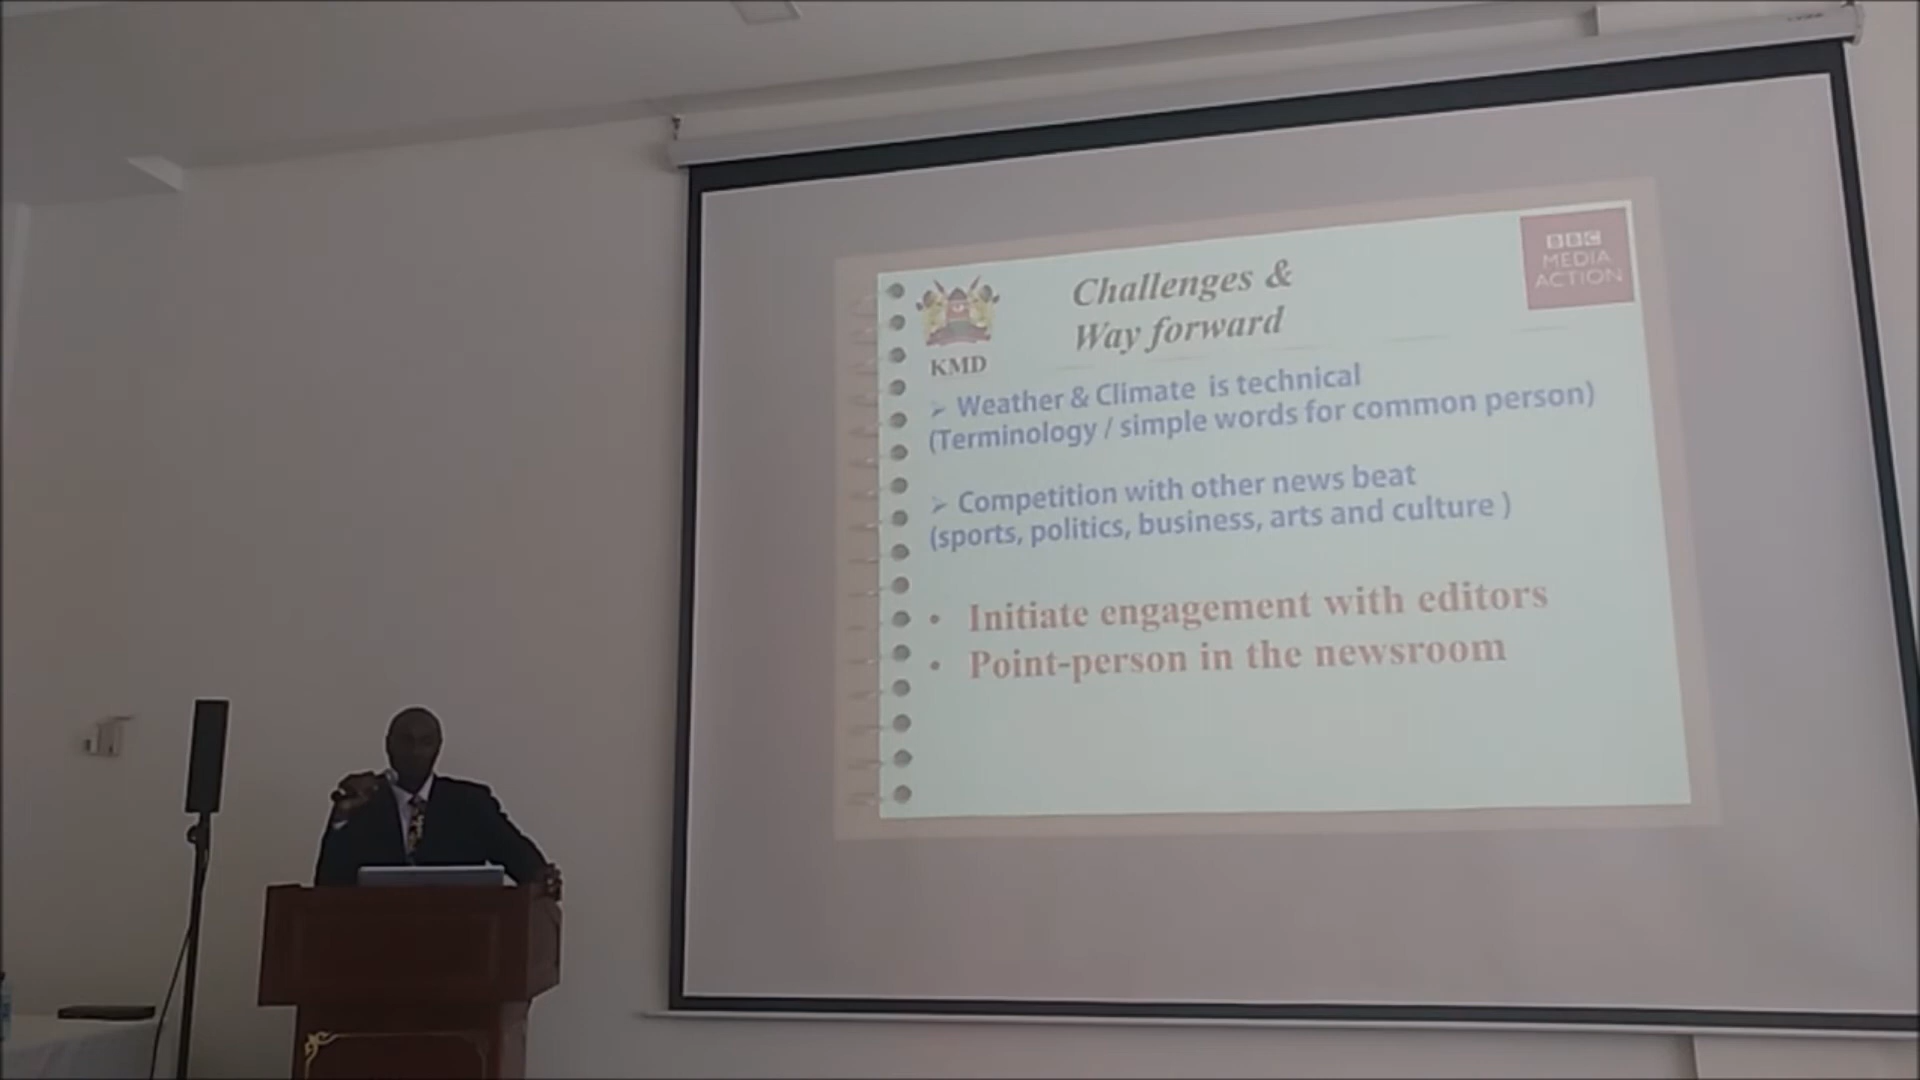 Challenges &
Way forward
BBC
MEDIA
ACTION
KMD
➢ Weather & Climate is technical
(Terminology / simple words for common person)
➢ Competition with other news beat
(sports, politics, business, arts and culture )
• Initiate engagement with editors
• Point-person in the newsroom